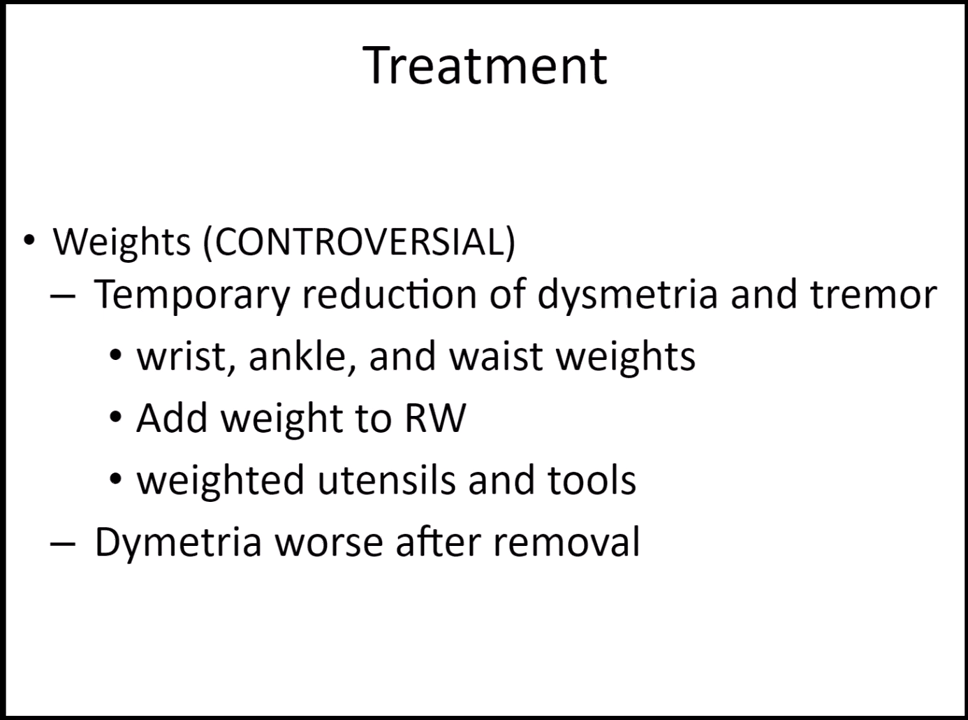 Treatment
• Weights (CONTROVERSIAL)
– Temporary reduction of dysmetria and tremor
• wrist, ankle, and waist weights
• Add weight to RW
• weighted utensils and tools
– Dymetria worse after removal